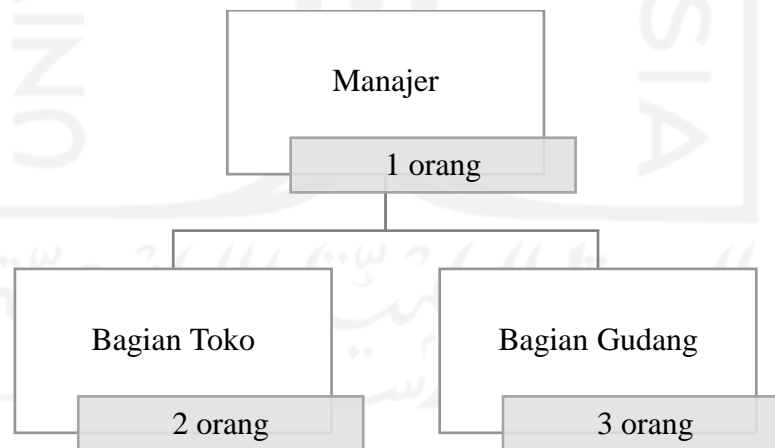 Manajer
1 orang
Bagian Toko
2 orang
Bagian Gudang
3 orang